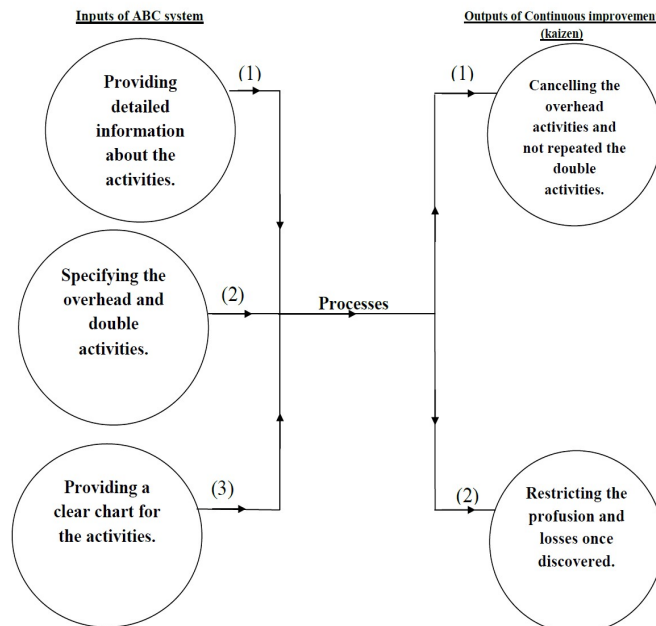 Inputs of ABC system
(1)
Providing
detailed
information
about the
activities.
(2)
Specifying the
overhead and
double
activities.
(3)
Providing a
clear chart for
the activities.
Processes
Outputs of Continuous improvement
(kaizen)
(1)
Cancelling the
overhead
activities and
not repeated the
double
activities.
(2)
Restricting the
profusion and
losses once
discovered.